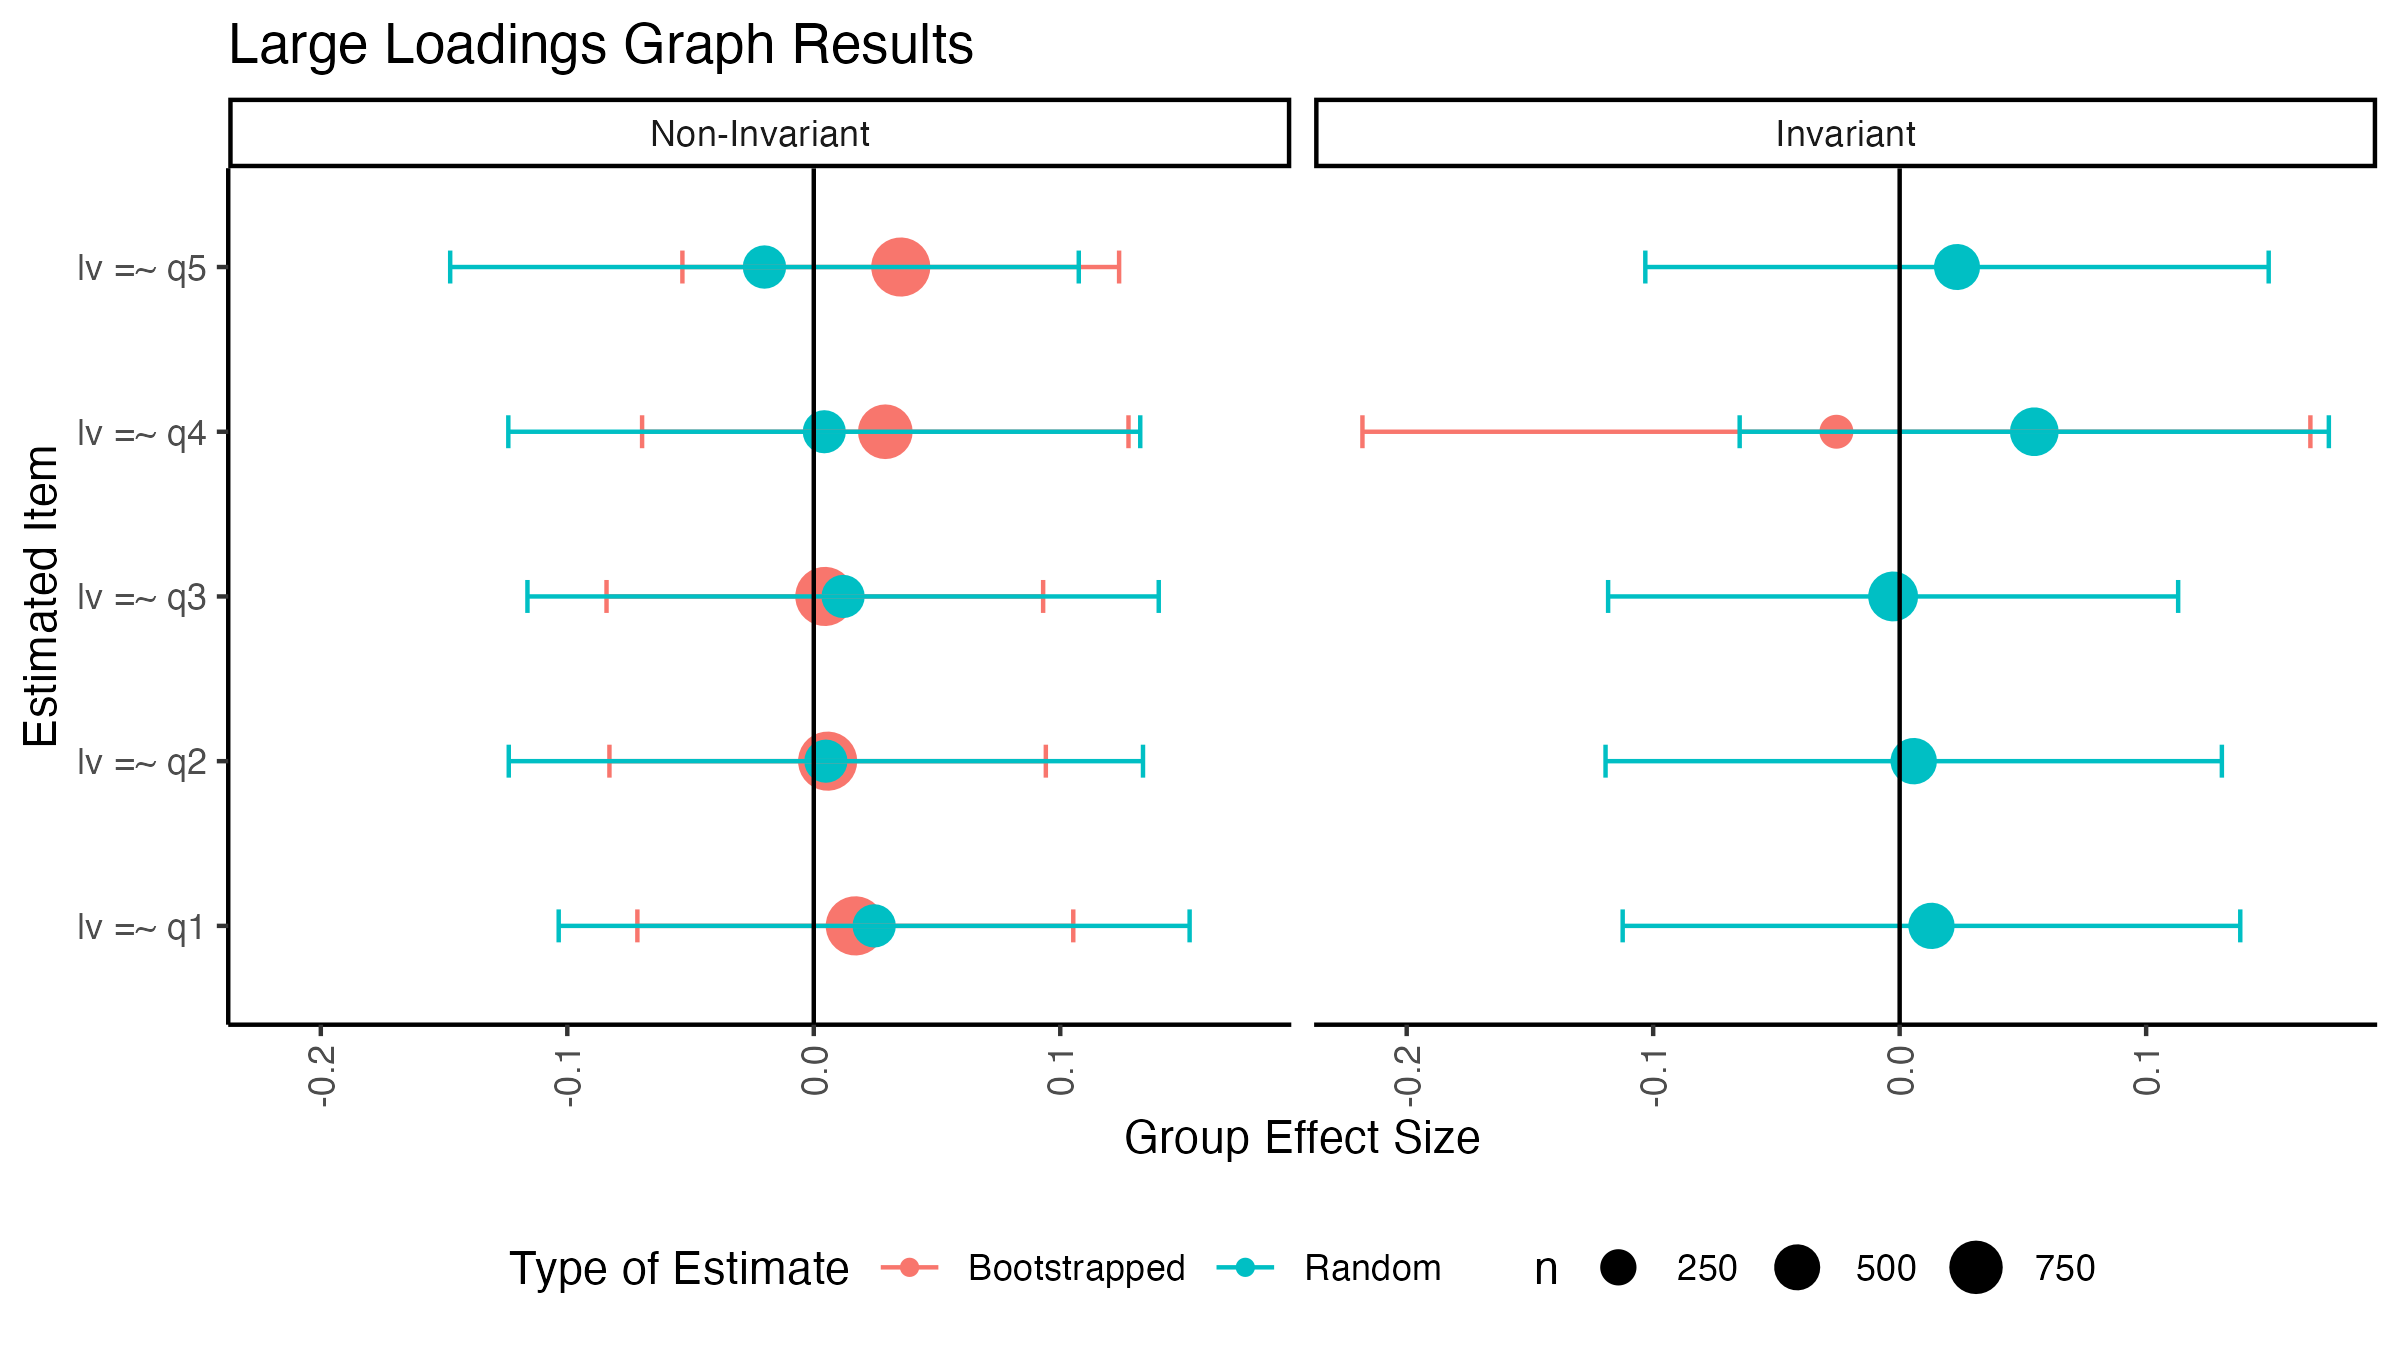 Large Loadings Graph Results
Non-Invariant
Invariant
Estimated Item
lv =~ q5
lv =~ q4
lv =~ q3
lv =~ q2
lv =~ q1
-0.2 -0.1 0.0 0.1
-0.2 -0.1 0.0 0.1
Group Effect Size
Type of Estimate Bootstrapped Random n 250 500 750